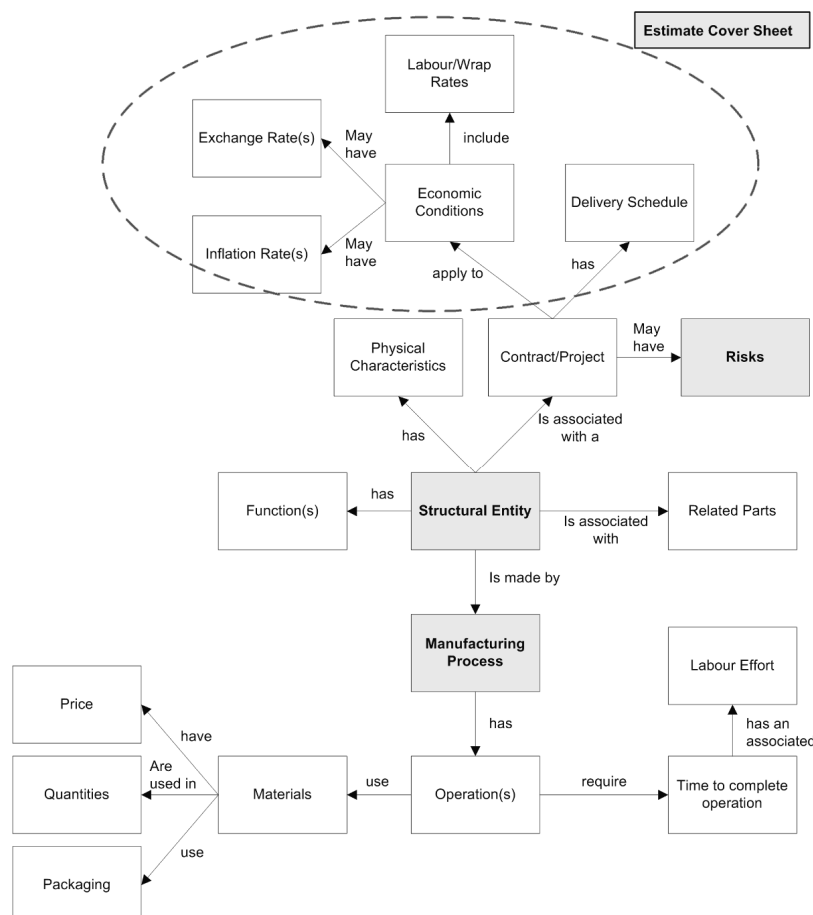 Estimate Cover Sheet
Labour/Wrap
Rates
Exchange Rate(s)
May
have
include
Economic
Conditions
Delivery Schedule
Inflation Rate(s)
May
have
apply to
has
Physical
Characteristics
Contract/Project
May
have
Risks
has
Is associated
with a
Function(s)
has
Structural Entity
Is associated
with
Related Parts
Is made by
Manufacturing
Process
Labour Effort
Price
has
has an
associated
have
Quantities
Are
used in
Materials
use
Operation(s)
require
Time to complete
operation
use
Packaging